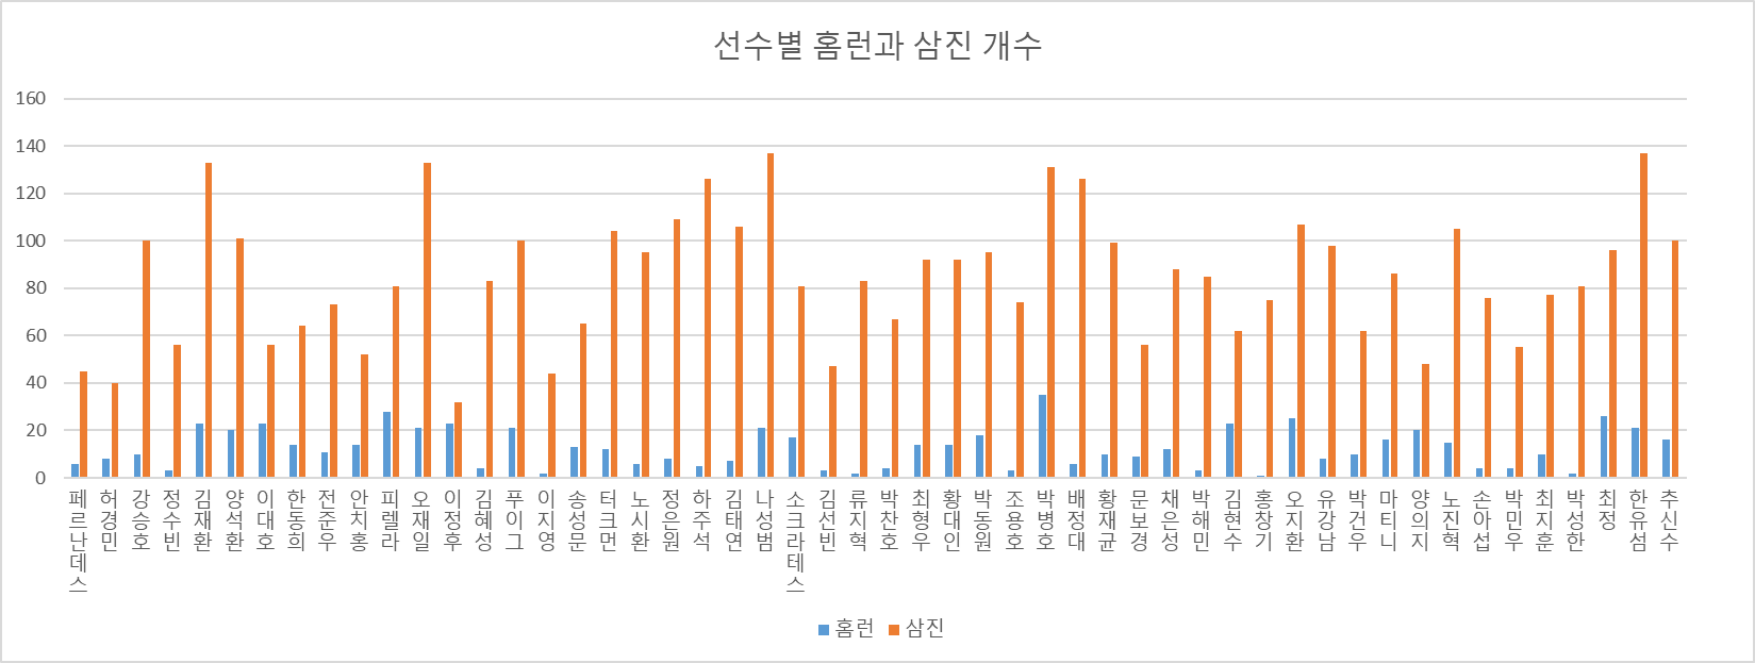 선수별 홈런과 삼진 개수
160
140
120
100
80
60
40
20
0
페르난데스
허경민
강승호
정수빈
김재환
양석환
이대호
한동희
전준우
안치홍
피렐라
오재일
이정후
김혜성
푸이그
이지영
송성문
터크먼
노시환
정은원
하주석
김태연
나성범
소크라테스
김선빈
류지혁
박찬호
최형우
황대인
박동원
조용호
박병호
배정대
황재균
문보경
채은성
박해민
김현수
홍창기
오지환
유강남
박건우
마티니
양의지
노진혁
손아섭
박민우
최지훈
박성한
최정
한유섬
추신수
홈런 삼진